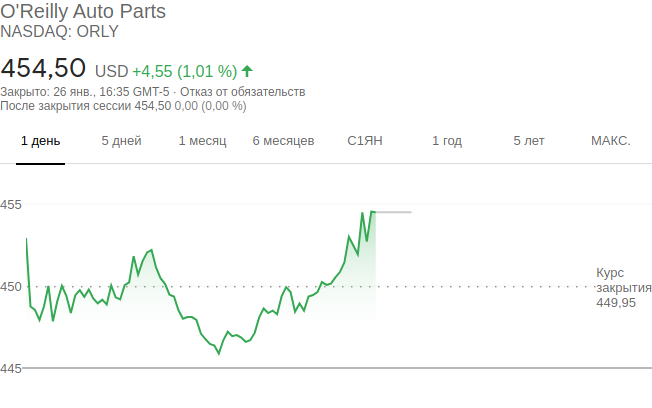 O'Reilly Auto Parts
NASDAQ: ORLY
454,50 USD +4,55 (1,01 %)
Закрыто: 26 янв., 16:35 GMT-5 · Отказ от обязательств
После закрытия сессии 454,50 0,00 (0,00 %)
1 день 5 дней 1 месяц 6 месяцев С1ЯН 1 год 5 лет МАКС.
455
450
445
Курс
закрытия
449,95